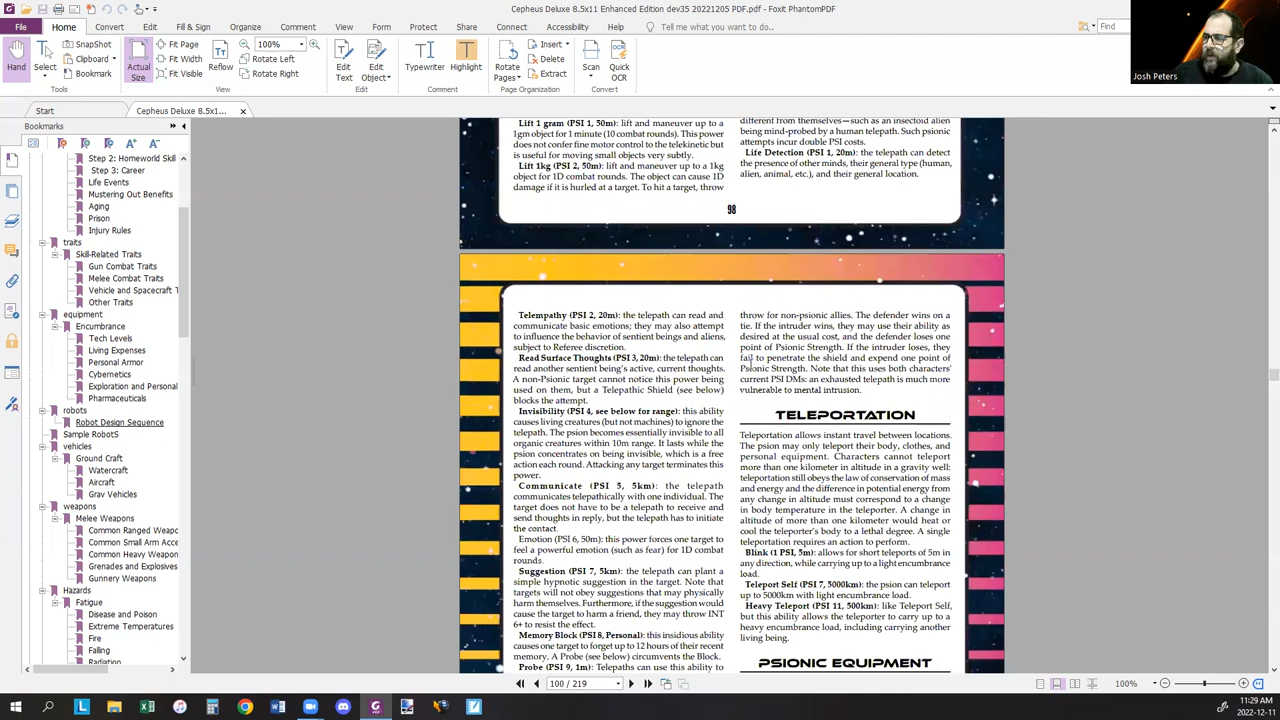 Cepheus Deluxe 8.5x11 Enhanced Edition dev35 20221205 PDF.pdf - Foxit PhantomPDF
File
Home
Convert
Edit
Fill & Sign
Organize
Comment
View
Form
Protect
Share
Connect
Accessibility
Help
Tell me what you want to do...
Find
Hand
Select
SnapShot
Clipboard
Bookmark
Tools
Actual
Size
Fit Page
Fit Width
Fit Visible
Reflow
100%
Rotate Left
Rotate Right
View
Edit
Text
Edit
Object
Edit
Typewriter
Highlight
Comment
Rotate
Pages
Insert
Delete
Extract
Page Organization
Scan
Quick
OCR
Convert
Josh Peters
Start
Cepheus Deluxe 8.5x1...
Bookmarks
Step 2: Homeworld Skil
Step 3: Career
Life Events
Mustering Out Benefits
Aging
Prison
Injury Rules
traits
Skill-Related Traits
Gun Combat Traits
Melee Combat Traits
Vehicle and Spacecraft T
Other Traits
equipment
Encumbrance
Tech Levels
Living Expenses
Personal Armor
Cybernetics
Exploration and Personal
Pharmaceuticals
robots
Robot Design Sequence
Sample RobotS
vehicles
Ground Craft
Watercraft
Aircraft
Grav Vehicles
weapons
Melee Weapons
Common Ranged Weapc
Common Small Arm Acce
Common Heavy Weapon
Grenades and Explosives
Gunnery Weapons
Hazards
Fatigue
Disease and Poison
Extreme Temperatures
Fire
Falling
Radiation
Lift 1 gram (PSI 1, 50m): lift and maneuver up to a
1gm object for 1 minute (10 combat rounds). This power
does not confer fine motor control to the telekinetic but
is useful for moving small objects very subtly.
Lift 1kg (PSI 2, 50m): lift and maneuver up to a 1kg
object for 1D combat rounds. The object can cause 1D
damage if it is hurled at a target. To hit a target, throw
different from themselves—such as an insectoid alien
being mind-probed by a human telepath. Such psionic
attempts incur double PSI costs.
Life Detection (PSI 1, 20m): the telepath can detect
the presence of other minds, their general type (human,
alien, animal, etc.), and their general location.
98
Telempathy (PSI 2, 20m): the telepath can read and
communicate basic emotions; they may also attempt
to influence the behavior of sentient beings and aliens,
subject to Referee discretion.
Read Surface Thoughts (PSI 3, 20m): the telepath can
read another sentient being's active, current thoughts.
A non-Psionic target cannot notice this power being
used on them, but a Telepathic Shield (see below)
blocks the attempt.
Invisibility (PSI 4, see below for range): this ability
causes living creatures (but not machines) to ignore the
telepath. The psion becomes essentially invisible to all
organic creatures within 10m range. It lasts while the
psion concentrates on being invisible, which is a free
action each round. Attacking any target terminates this
power.
Communicate (PSI 5, 5km): the telepath
communicates telepathically with one individual. The
target does not have to be a telepath to receive and
send thoughts in reply, but the telepath has to initiate
the contact.
Emotion (PSI 6, 50m): this power forces one target to
feel a powerful emotion (such as fear) for 1D combat
rounds.
Suggestion (PSI 7, 5km): the telepath can plant a
simple hypnotic suggestion in the target. Note that
targets will not obey suggestions that may physically
harm themselves. Furthermore, if the suggestion would
cause the target to harm a friend, they may throw INT
6+ to resist the effect.
Memory Block (PSI 8, Personal): this insidious ability
causes one target to forget up to 12 hours of their recent
memory. A Probe (see below) circumvents the Block.
Probe (PSI 9, 1m): Telepaths can use this ability to
throw for non-psionic allies. The defender wins on a
tie. If the intruder wins, they may use their ability as
desired at the usual cost, and the defender loses one
point of Psionic Strength. If the intruder loses, they
fail to penetrate the shield and expend one point of
Psionic Strength. Note that this uses both characters'
current PSI DMs: an exhausted telepath is much more
vulnerable to mental intrusion.
TELEPORTATION
Teleportation allows instant travel between locations.
The psion may only teleport their body, clothes, and
personal equipment. Characters cannot teleport
more than one kilometer in altitude in a gravity well:
teleportation still obeys the law of conservation of mass
and energy and the difference in potential energy from
any change in altitude must correspond to a change
in body temperature in the teleporter. A change in
altitude of more than one kilometer would heat or
cool the teleporter's body to a lethal degree. A single
teleportation requires an action to perform.
Blink (1 PSI, 5m): allows for short teleports of 5m in
any direction, while carrying up to a light encumbrance
load.
Teleport Self (PSI 7, 5000km): the psion can teleport
up to 5000km with light encumbrance load.
Heavy Teleport (PSI 11, 500km): like Teleport Self,
but this ability allows the teleporter to carry up to a
heavy encumbrance load, including carrying another
living being.
PSIONIC EQUIPMENT
100 / 219
100%
11:29 AM
2022-12-11